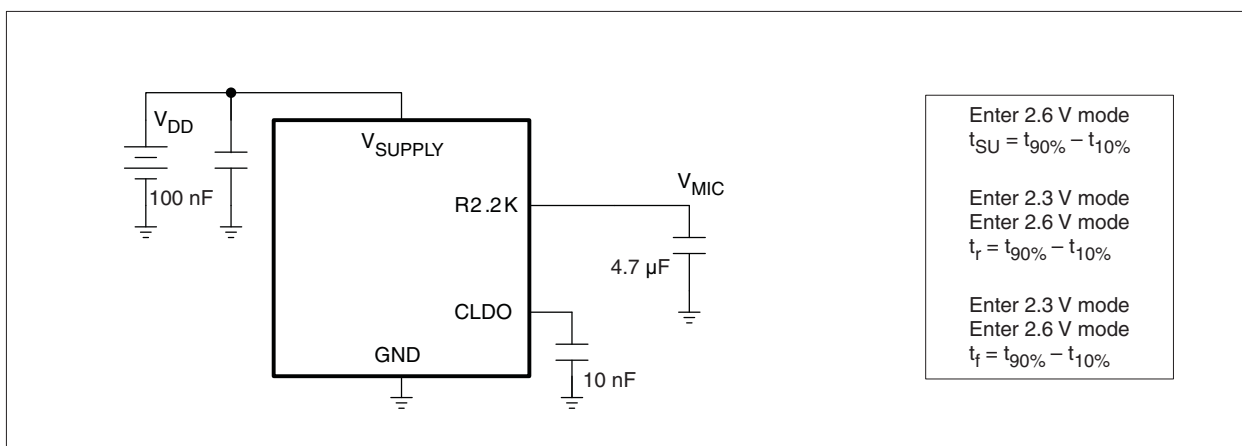 V_DD
100 nF
V_SUPPLY
R2.2K
V_MIC
4.7 µF
CLDO
10 nF
GND
Enter 2.6 V mode
t_SU = t_90% – t_10%
Enter 2.3 V mode
Enter 2.6 V mode
t_r = t_90% – t_10%
Enter 2.3 V mode
Enter 2.6 V mode
t_f = t_90% – t_10%